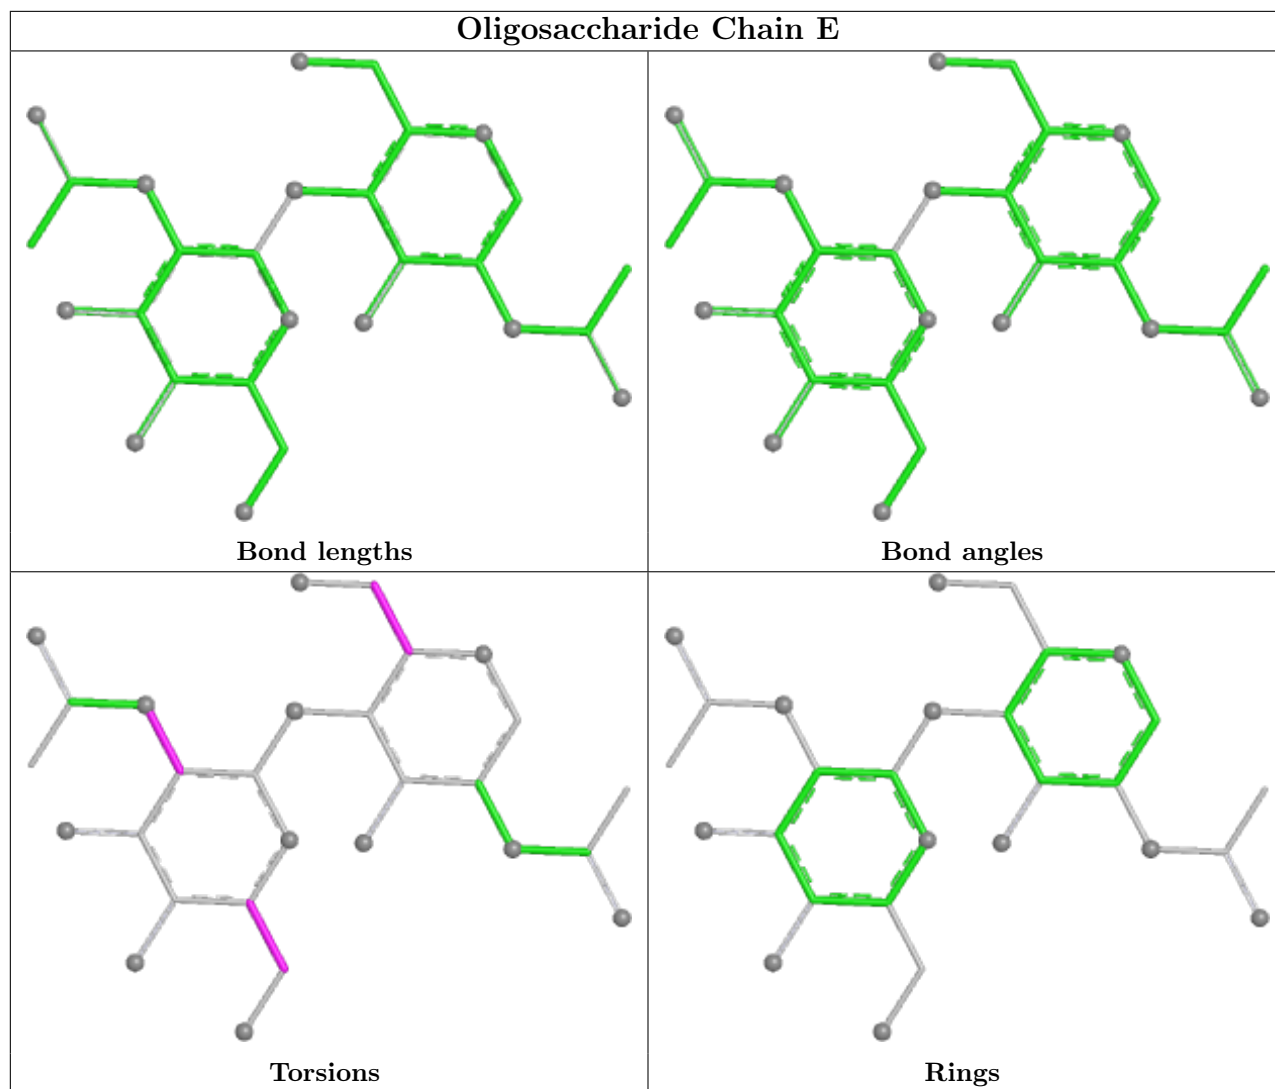 Oligosaccharide Chain E
Bond lengths
Bond angles
Torsions
Rings